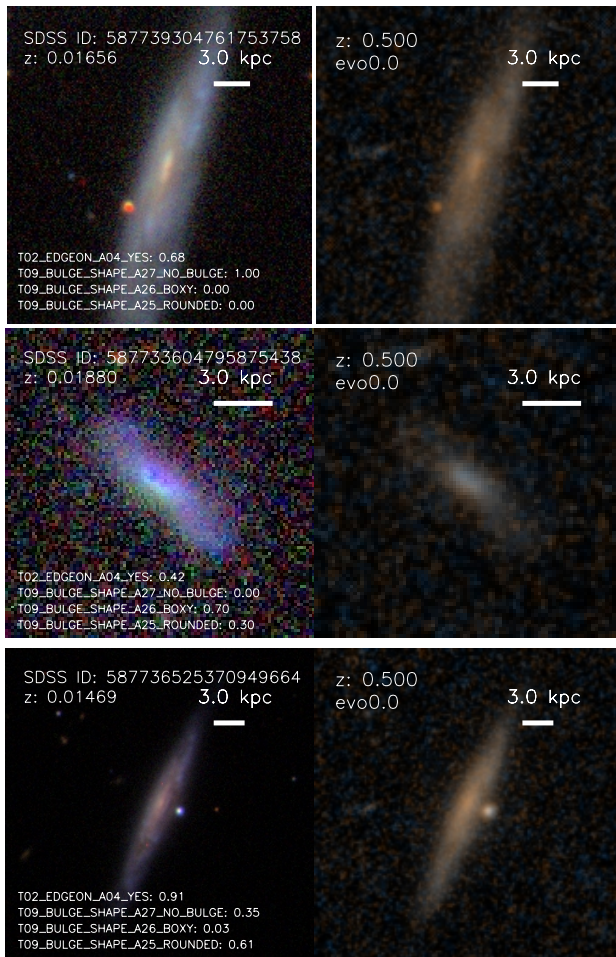 SDSS ID: 587739304761753758
z: 0.01656
3.0 kpc
T02_EDGEON_A04_YES: 0.68
T09_BULGE_SHAPE_A27_NO_BULGE: 1.00
T09_BULGE_SHAPE_A26_BOXY: 0.00
T09_BULGE_SHAPE_A25_ROUNDED: 0.00
z: 0.500
evo0.0
3.0 kpc
SDSS ID: 587733604795875438
z: 0.01880
3.0 kpc
T02_EDGEON_A04_YES: 0.42
T09_BULGE_SHAPE_A27_NO_BULGE: 0.00
T09_BULGE_SHAPE_A26_BOXY: 0.70
T09_BULGE_SHAPE_A25_ROUNDED: 0.30
z: 0.500
evo0.0
3.0 kpc
SDSS ID: 587736525370949664
z: 0.01469
3.0 kpc
T02_EDGEON_A04_YES: 0.91
T09_BULGE_SHAPE_A27_NO_BULGE: 0.35
T09_BULGE_SHAPE_A26_BOXY: 0.03
T09_BULGE_SHAPE_A25_ROUNDED: 0.61
z: 0.500
evo0.0
3.0 kpc